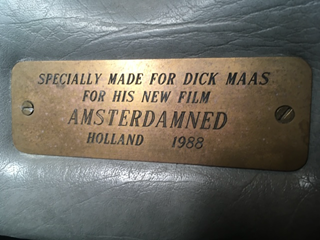 SPECIALLY MADE FOR DICK MAAS
FOR HIS NEW FILM
AMSTERDAMNED
HOLLAND 1988